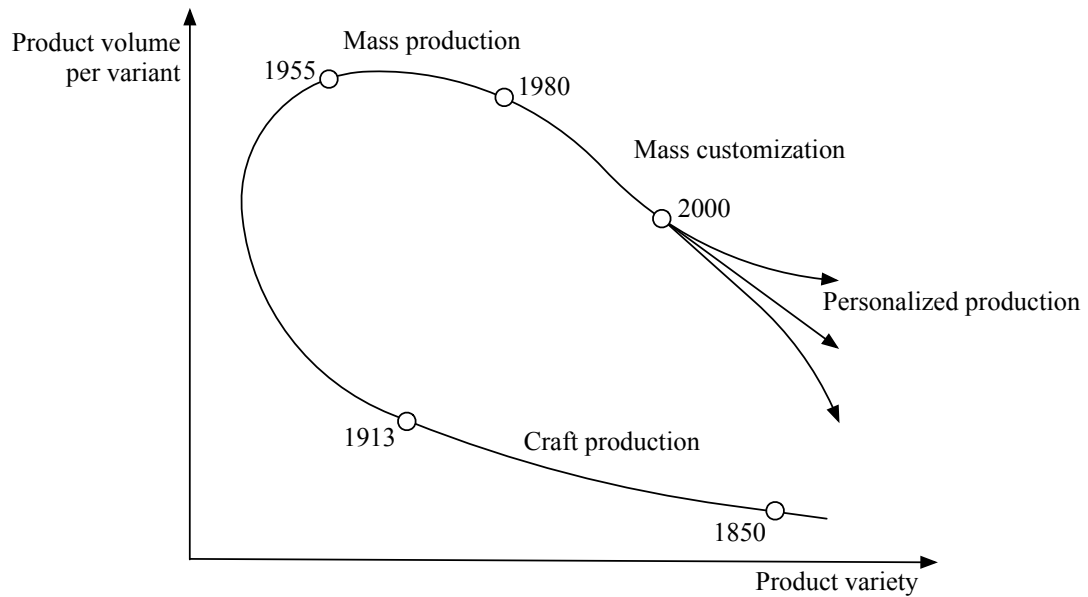 Product volume
per variant
Mass production
1955
1980
Mass customization
2000
Personalized production
1913
Craft production
1850
Product variety